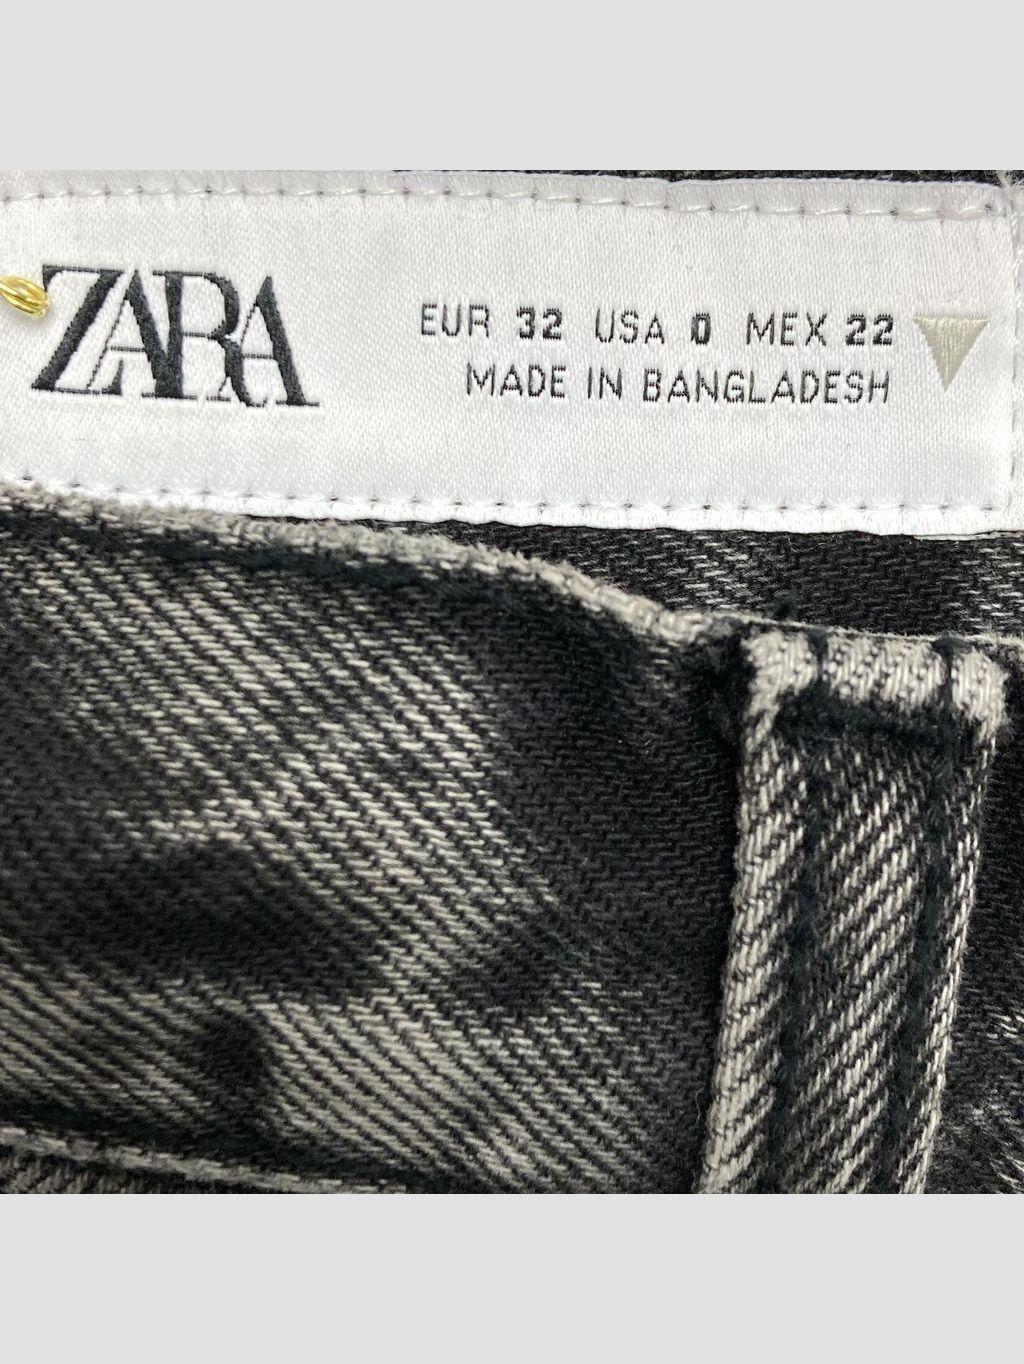 ZARA
EUR 32 USA 0 MEX 22
MADE IN BANGLADESH